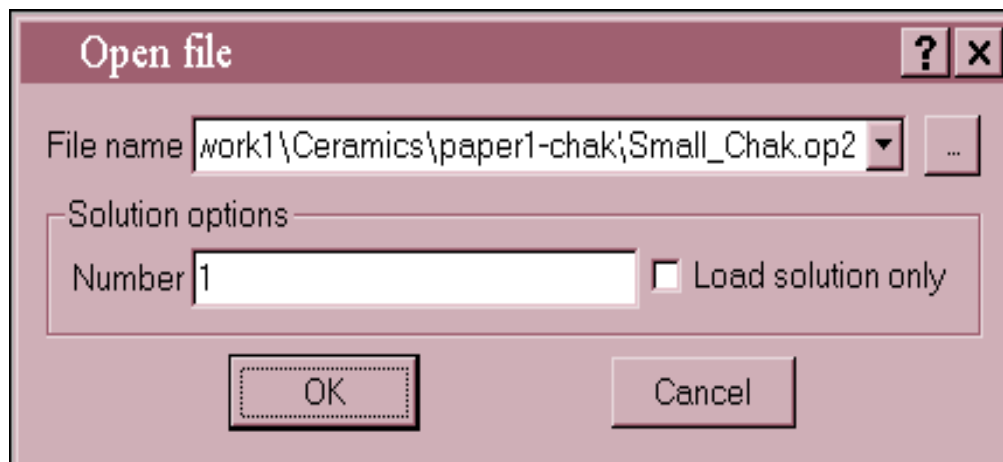 Open file
File name work1\Ceramics\paper1-chak\Small_Chak.op2 ...
Solution options
Number 1 Load solution only
OK Cancel